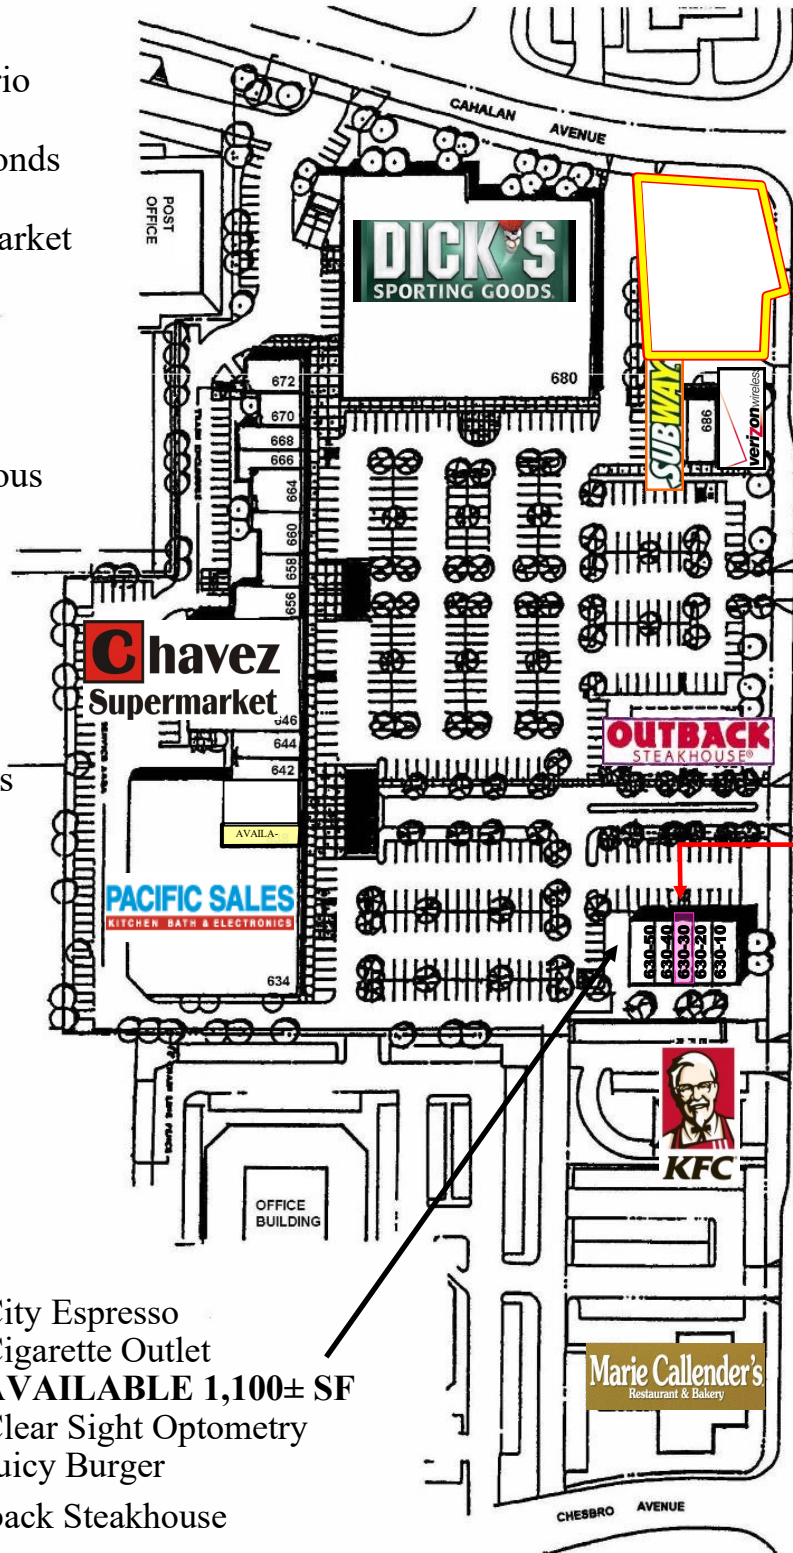 CAHALAN AVENUE
rio
onds
arket
ous
s
POST
OFFICE
DICK'S
SPORTING GOODS
680
672
670
668
666
664
660
658
656
SUBWAY
686
verizon wireless
Chavez
Supermarket
646
644
642
OUTBACK
STEAKHOUSE®
AVAILA-
PACIFIC SALES
KITCHEN BATH & ELECTRONICS
634
630-50
630-40
630-30
630-20
630-10
KFC
OFFICE
BUILDING
Marie Callender's
Restaurant & Bakery
City Espresso
Cigarette Outlet
AVAILABLE 1,100± SF
Clear Sight Optometry
uicy Burger
back Steakhouse
CHESBRO AVENUE